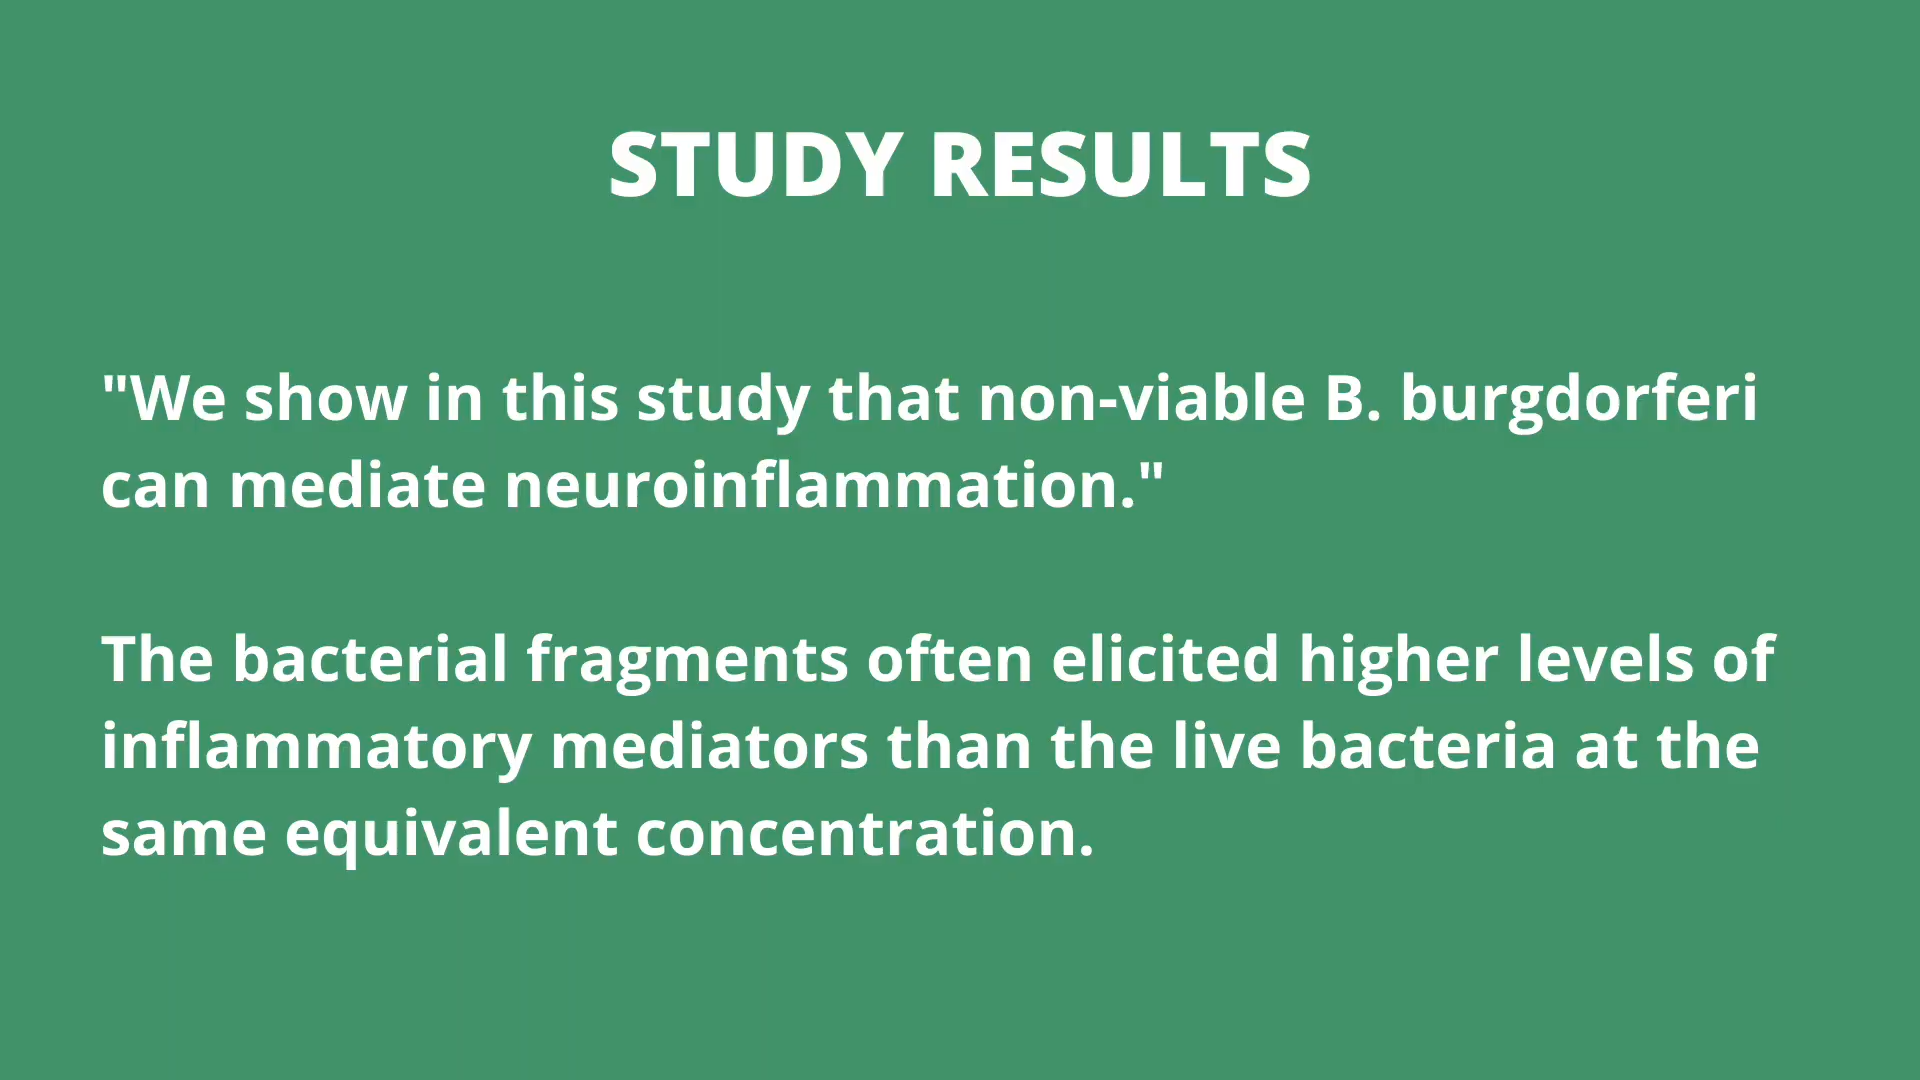 STUDY RESULTS
"We show in this study that non-viable B. burgdorferi
can mediate neuroinflammation."
The bacterial fragments often elicited higher levels of
inflammatory mediators than the live bacteria at the
same equivalent concentration.